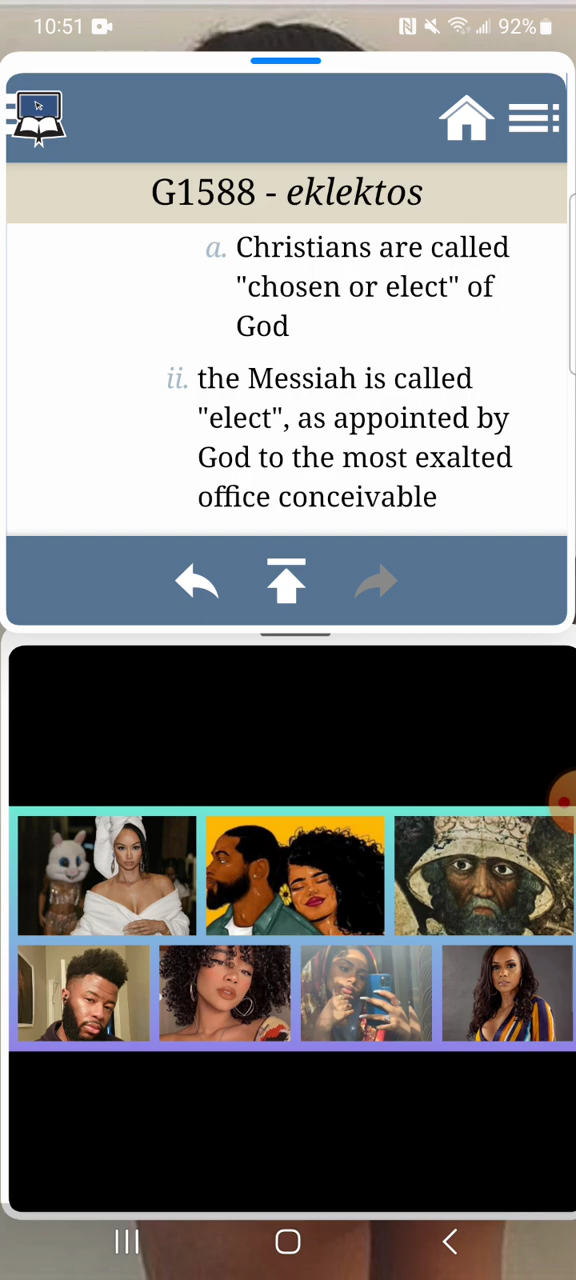 10:51
92%
G1588 - eklektos
a. Christians are called
"chosen or elect" of
God
ii. the Messiah is called
"elect", as appointed by
God to the most exalted
office conceivable